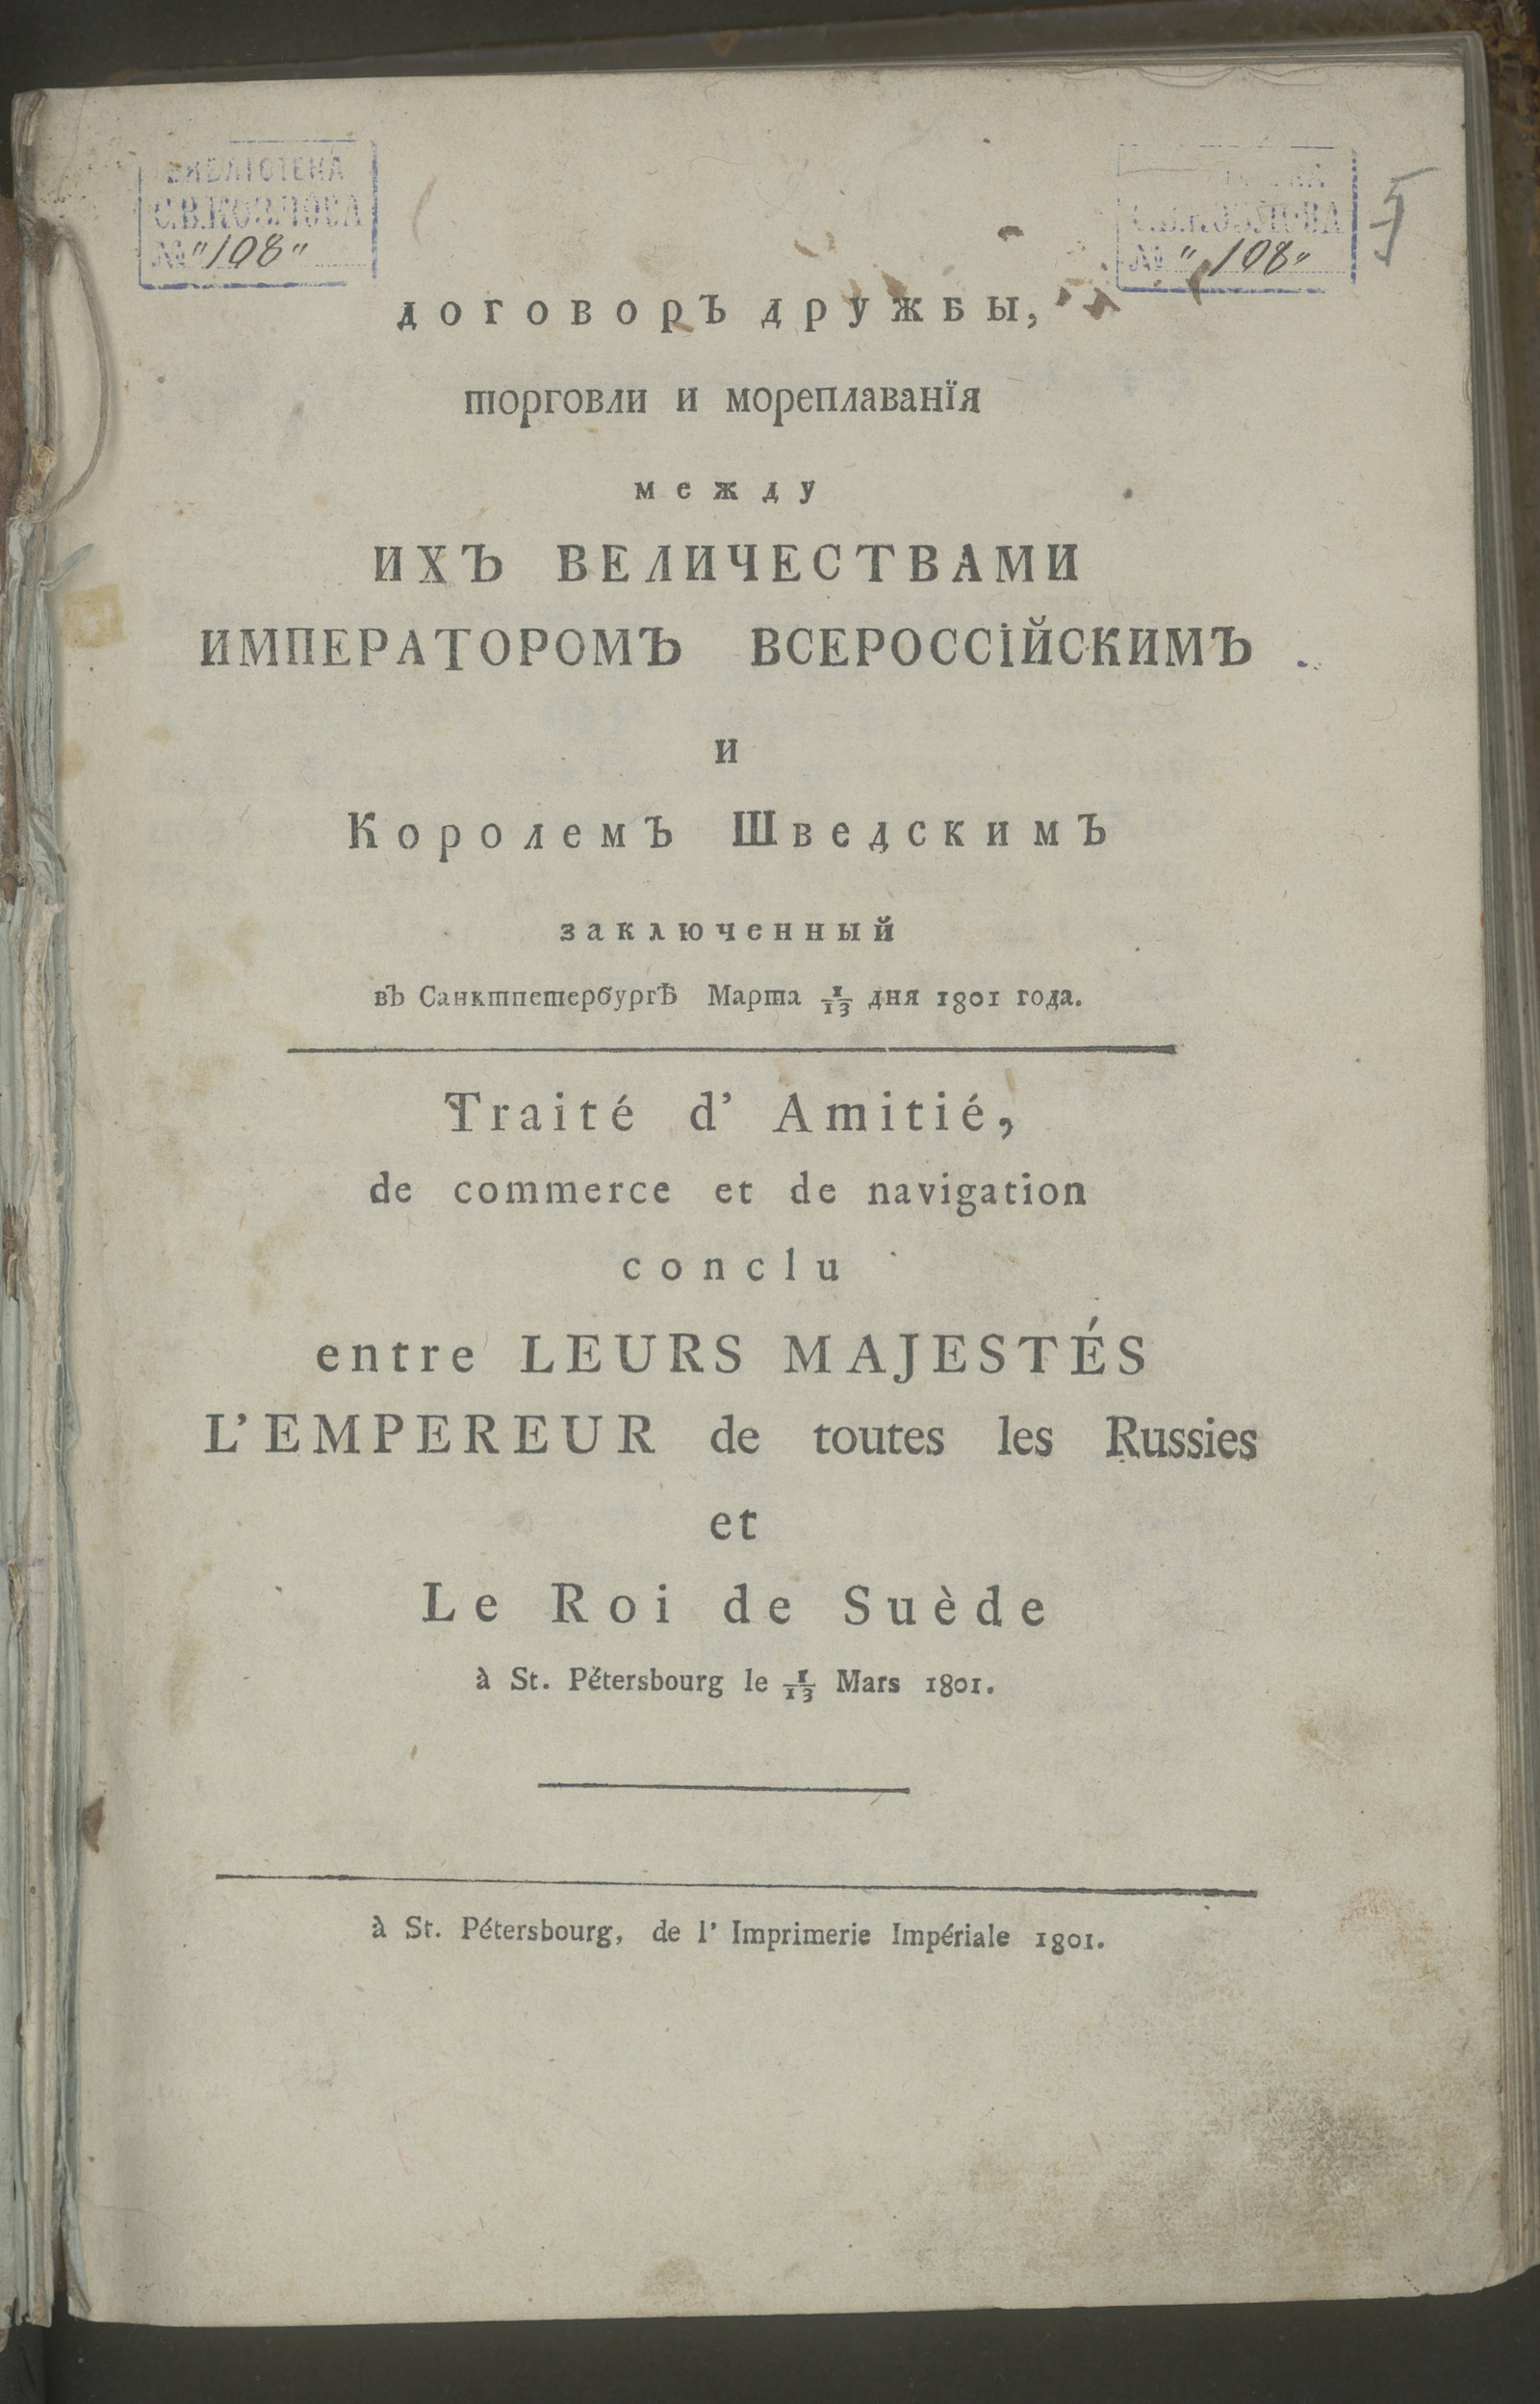 БИБЛІОТЕКА
С.В.КОЗЛОВА
№ "108"
С.В.КОЗЛОВА
№ "108"
ДОГОВОРЪ ДРУЖБЫ,
торговли и мореплаванїя
между
ИХЪ ВЕЛИЧЕСТВАМИ
ИМПЕРАТОРОМЪ ВСЕРОССІЙСКИМЪ
и
Королемъ Шведскимъ
заключенный
въ Санктпетербургѣ Марта 1/13 дня 1801 года.
Traité d' Amitié,
de commerce et de navigation
conclu
entre LEURS MAJESTÉS
L'EMPEREUR de toutes les Russies
et
Le Roi de Suède
à St. Pétersbourg le 1/13 Mars 1801.
à St. Pétersbourg, de l' Imprimerie Impériale 1801.